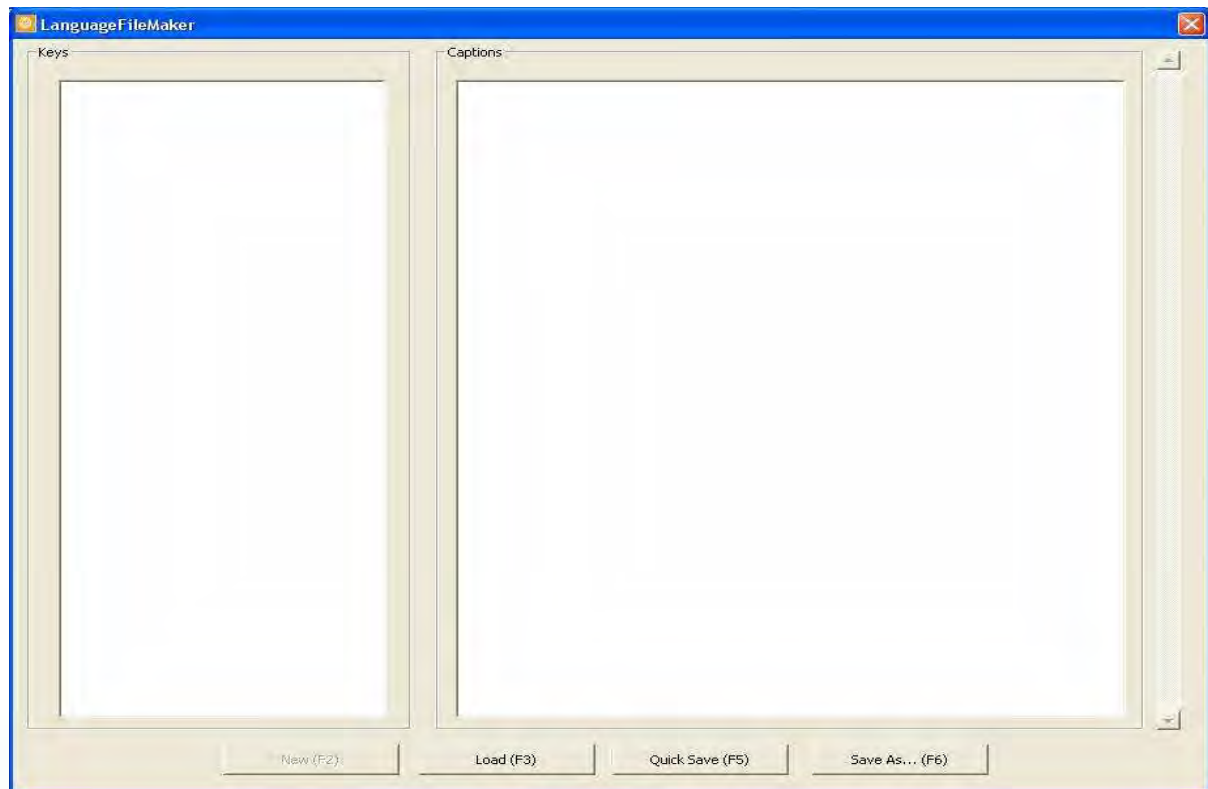 LanguageFileMaker
Keys
Captions
New (F2)
Load (F3)
Quick Save (F5)
Save As... (F6)